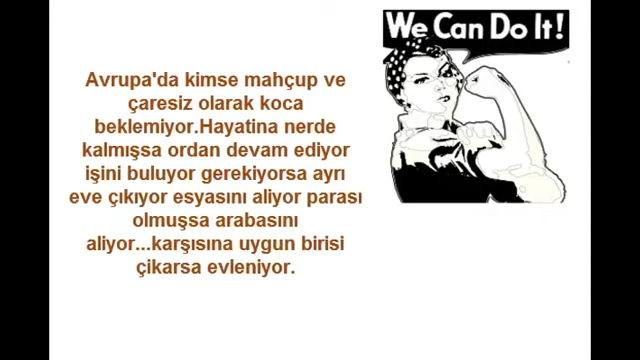 We Can Do It!
Avrupa'da kimse mahçup ve
çaresiz olarak koca
beklemiyor.Hayatina nerde
kalmışsa ordan devam ediyor
işini buluyor gerekiyorsa ayrı
eve çıkıyor esyasını aliyor parası
olmuşsa arabasını
aliyor...karşısına uygun birisi
çikarsa evleniyor.